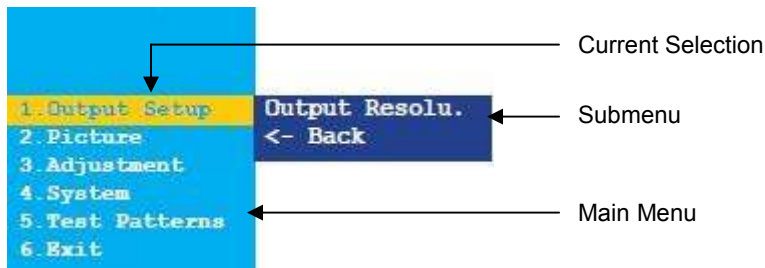 Current Selection
1.Output Setup
Output Resolu.
Submenu
2.Picture
<- Back
3.Adjustment
4.System
5.Test Patterns
Main Menu
6.Exit